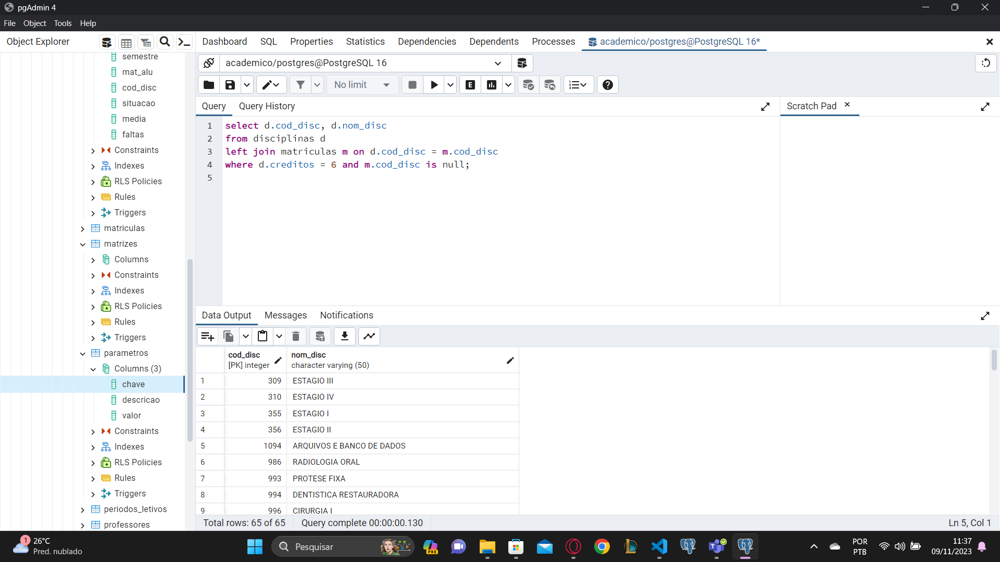 pgAdmin 4
File Object Tools Help
Object Explorer
Dashboard SQL Properties Statistics Dependencies Dependents Processes academico/postgres@PostgreSQL 16*
semestre
mat_alu
cod_disc
situacao
media
faltas
Constraints
Indexes
RLS Policies
Rules
Triggers
matriculas
matrizes
Columns
Constraints
Indexes
RLS Policies
Rules
Triggers
parametros
Columns (3)
chave
descricao
valor
Constraints
Indexes
RLS Policies
Rules
Triggers
periodos_letivos
professores
academico/postgres@PostgreSQL 16
No limit
E
Query Query History
Scratch Pad
1 select d.cod_disc, d.nom_disc
2 from disciplinas d
3 left join matriculas m on d.cod_disc = m.cod_disc
4 where d.creditos = 6 and m.cod_disc is null;
5
Data Output Messages Notifications
cod_disc nom_disc
[PK] integer character varying (50)
1 309 ESTAGIO III
2 310 ESTAGIO IV
3 355 ESTAGIO I
4 356 ESTAGIO II
5 1094 ARQUIVOS E BANCO DE DADOS
6 986 RADIOLOGIA ORAL
7 993 PROTESE FIXA
8 994 DENTISTICA RESTAURADORA
9 996 CIRURGIA I
Total rows: 65 of 65 Query complete 00:00:00.130 Ln 5, Col 1
1
26°C
Pred. nublado
Pesquisar
PRE
POR
PTB
11:37
09/11/2023